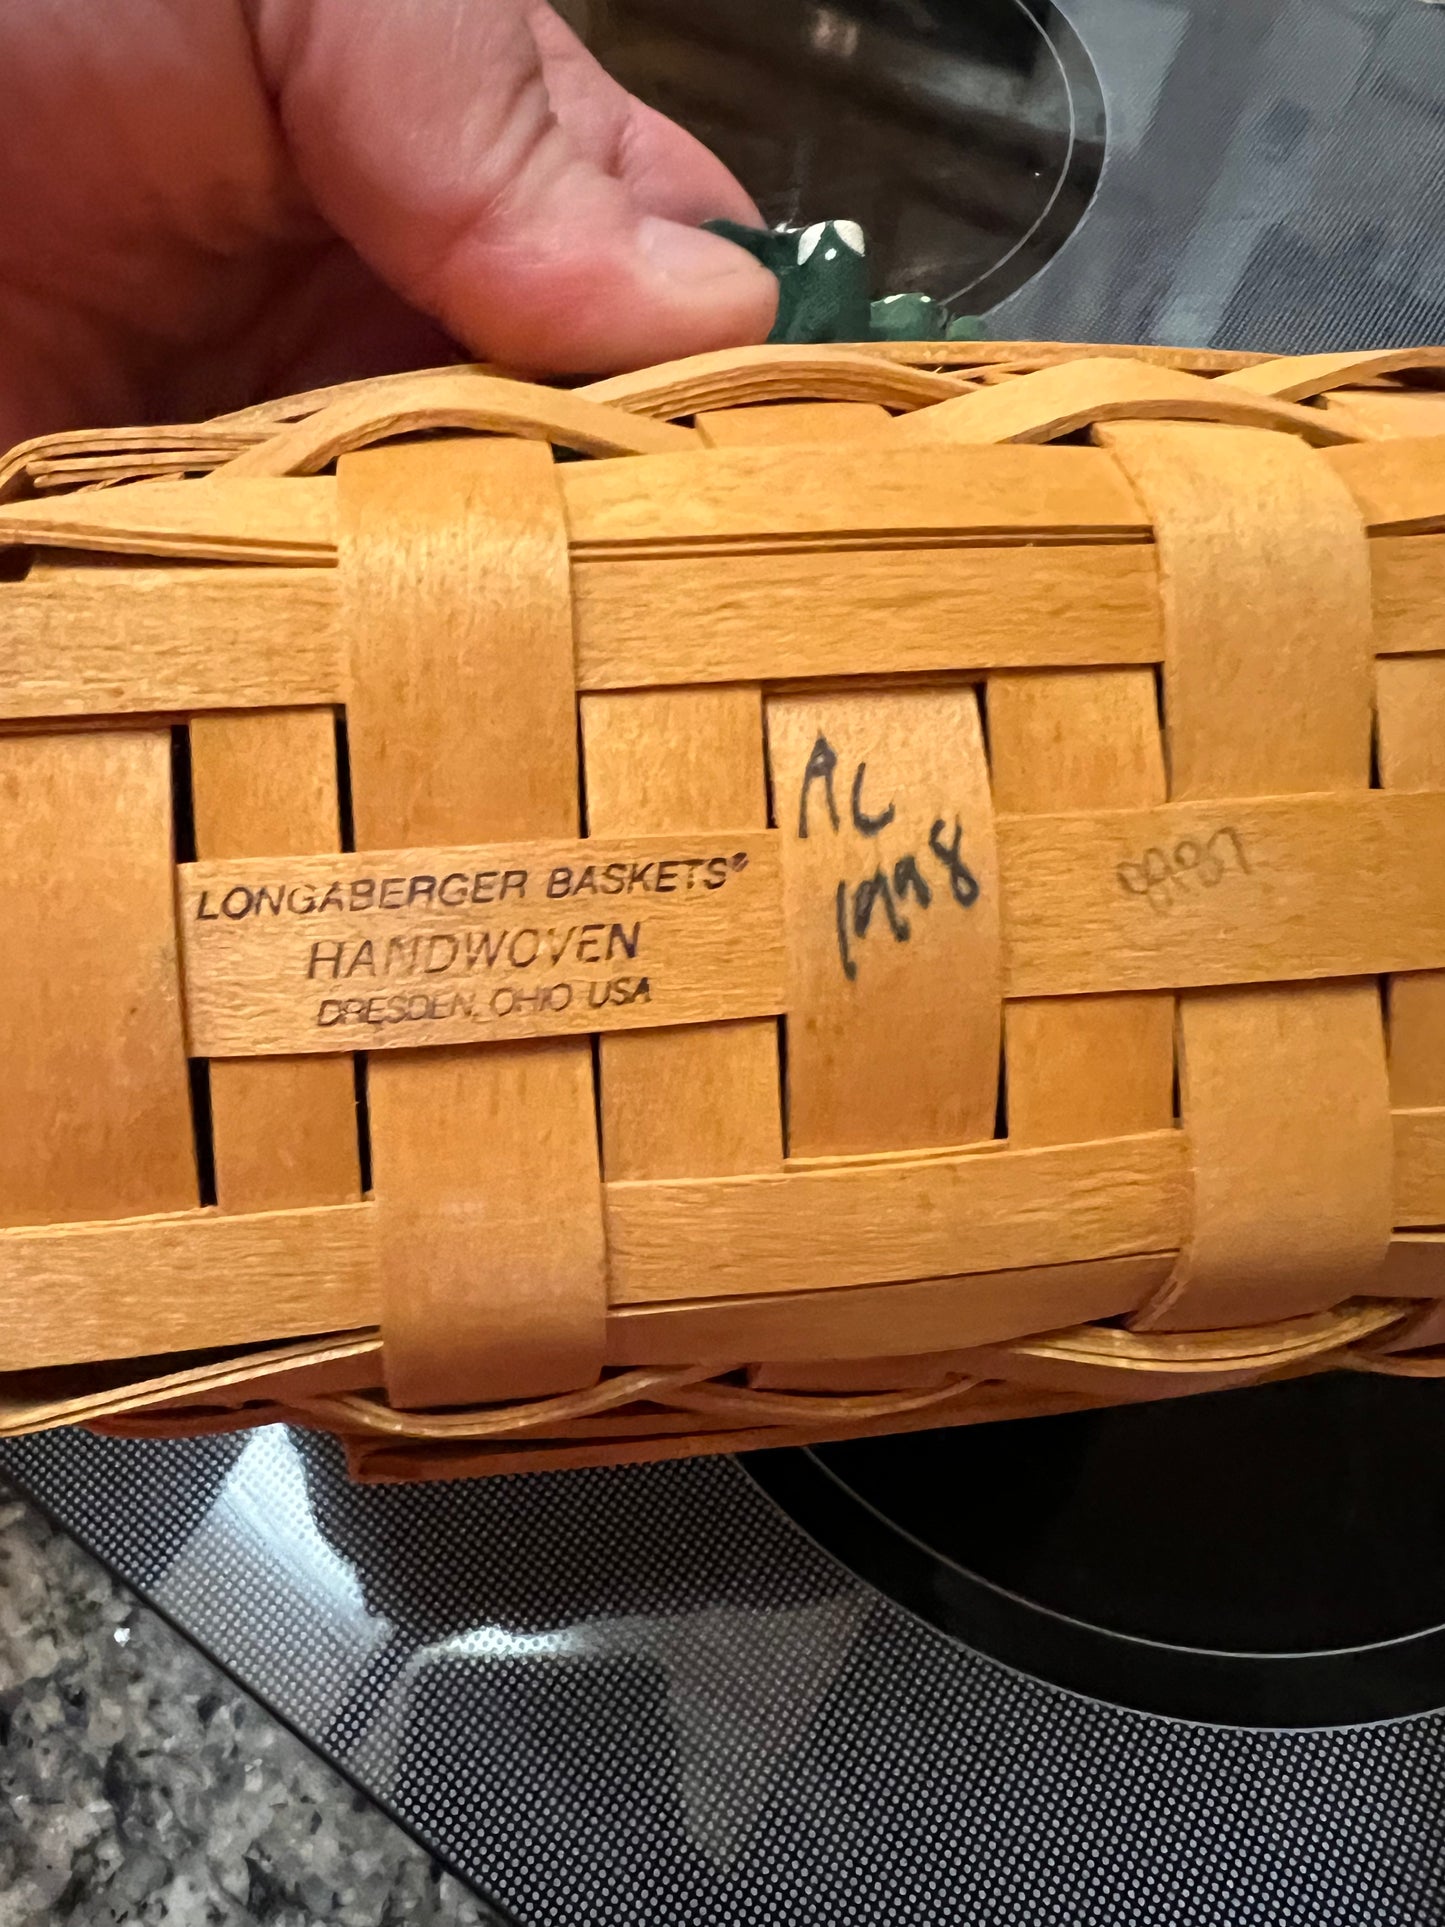 LONGABERGER BASKETS®
HANDWOVEN
DRESDEN, OHIO USA
AL
1998